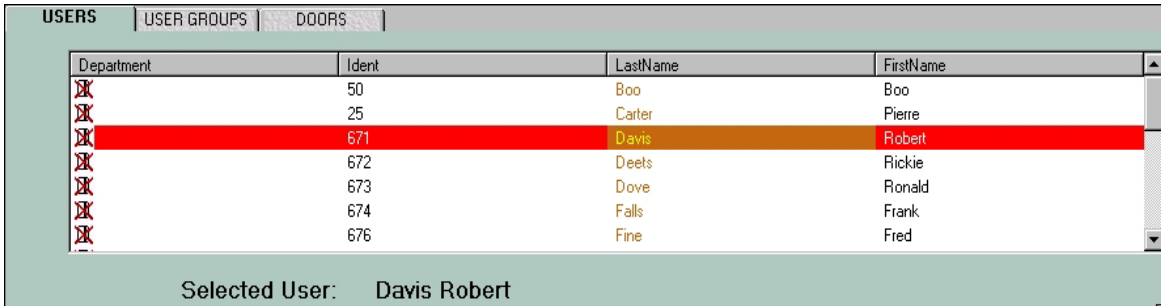 USERS USER GROUPS DOORS
Department Ident LastName FirstName
50 Boo Boo
25 Carter Pierre
671 Davis Robert
672 Deets Rickie
673 Dove Ronald
674 Falls Frank
676 Fine Fred
Selected User: Davis Robert